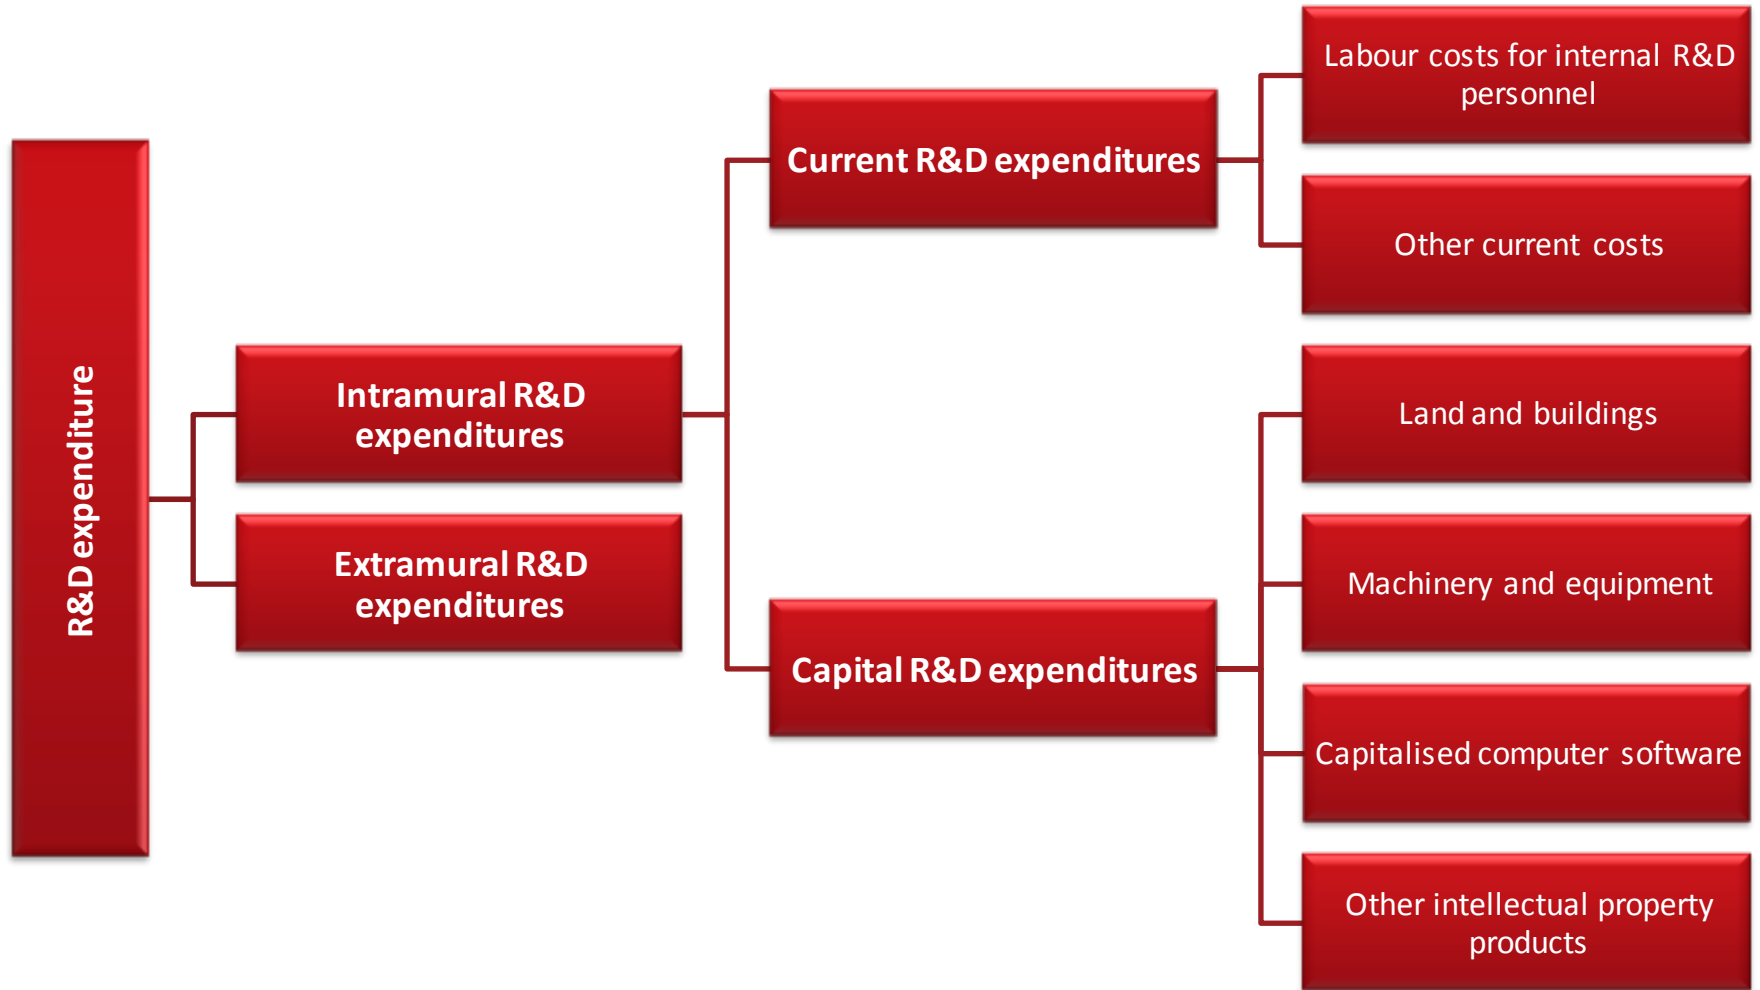 R&D expenditure
Intramural R&D
expenditures
Extramural R&D
expenditures
Current R&D expenditures
Capital R&D expenditures
Labour costs for internal R&D
personnel
Other current costs
Land and buildings
Machinery and equipment
Capitalised computer software
Other intellectual property
products